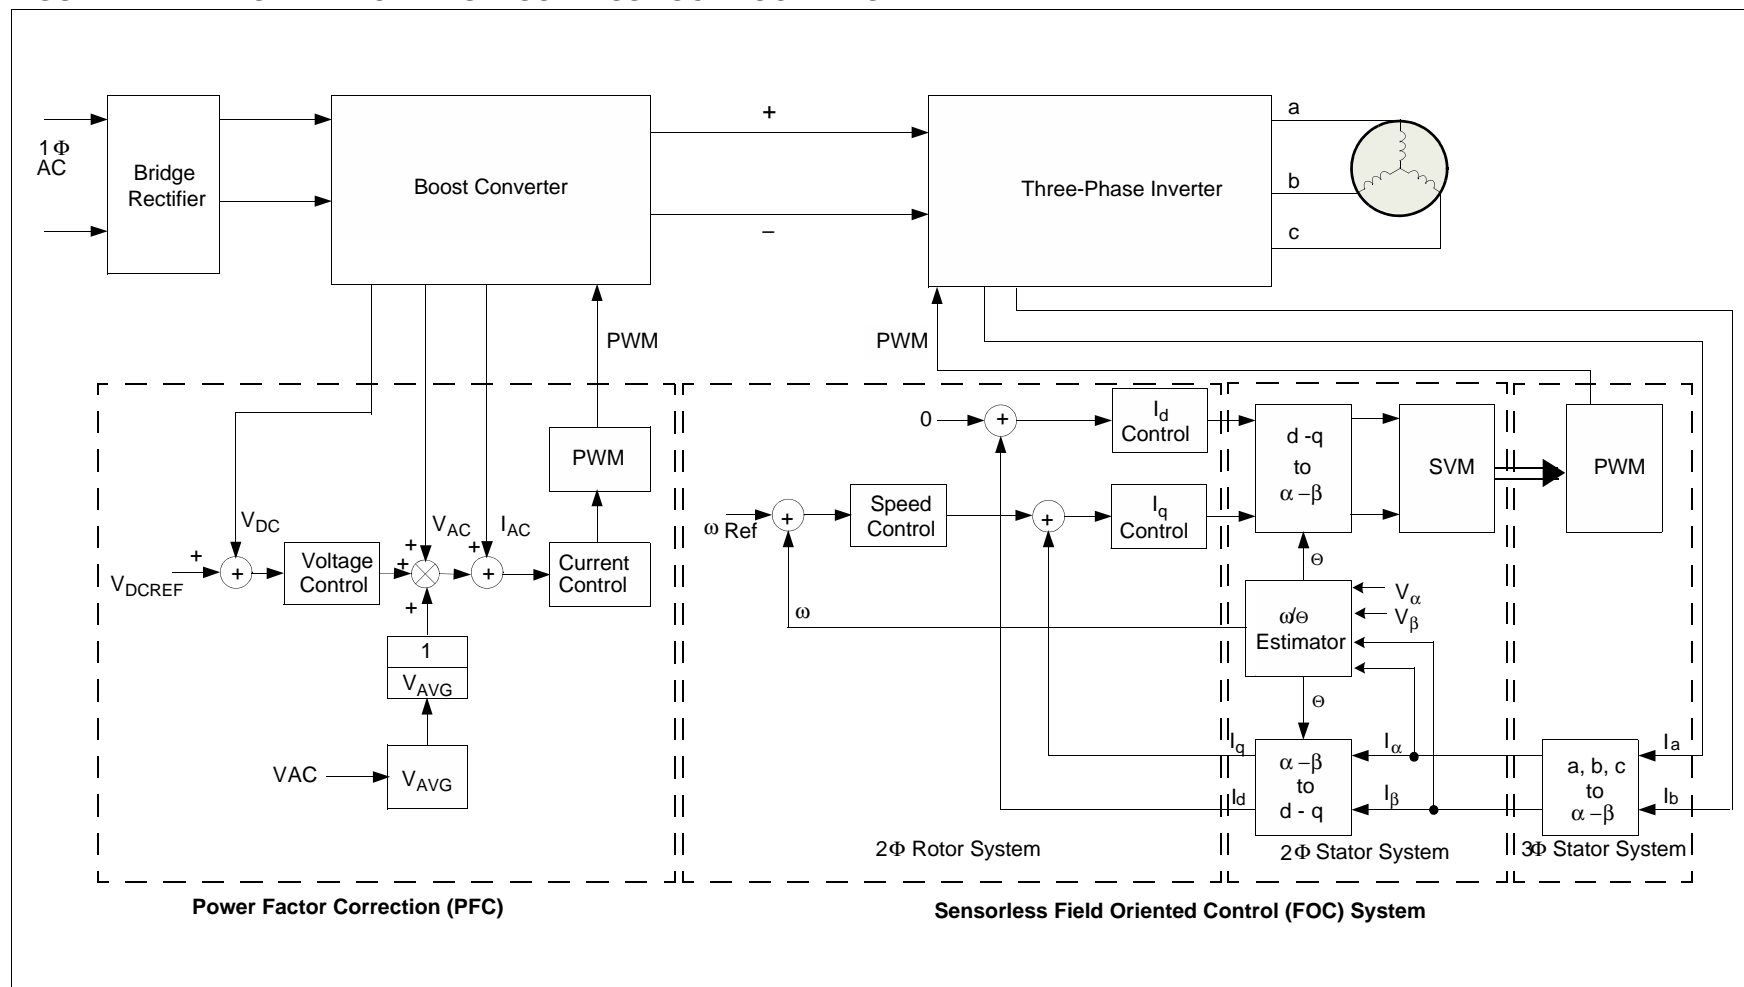 1Φ
AC
Bridge
Rectifier
Boost Converter
+
–
Three-Phase Inverter
a
b
c
PWM
PWM
0
+
I_d
Control
d -q
to
α –β
SVM
PWM
PWM
ω Ref
+
Speed
Control
+
I_q
Control
V_DC
V_AC
I_AC
+
V_DCREF
+
Voltage
Control
+
+
+
+
+
Current
Control
Θ
ω/Θ
Estimator
V_α
V_β
ω
1
V_AVG
Θ
VAC
V_AVG
I_q
I_d
α –β
to
d - q
I_α
I_β
a, b, c
to
α –β
I_a
I_b
2Φ Rotor System
2Φ Stator System
3Φ Stator System
Power Factor Correction (PFC)
Sensorless Field Oriented Control (FOC) System